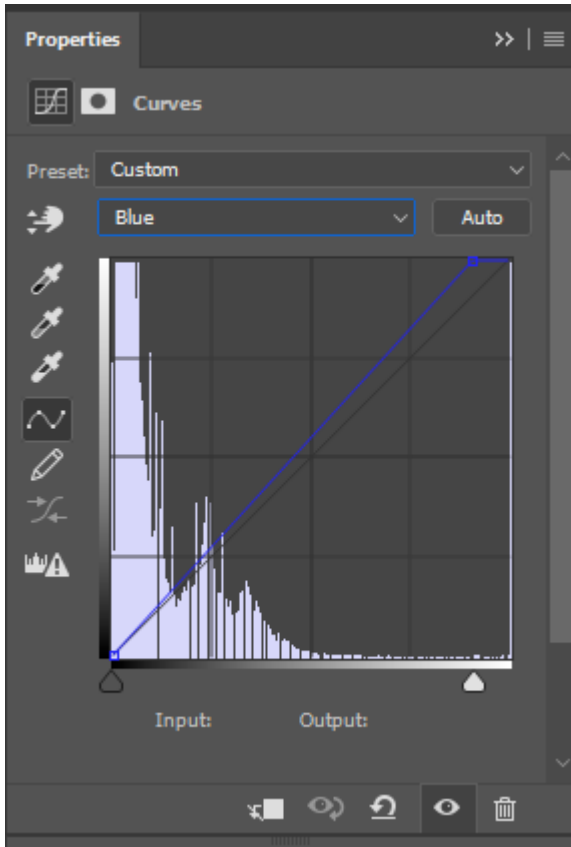 Properties
Curves
Preset: Custom
Blue Auto
Input: Output: